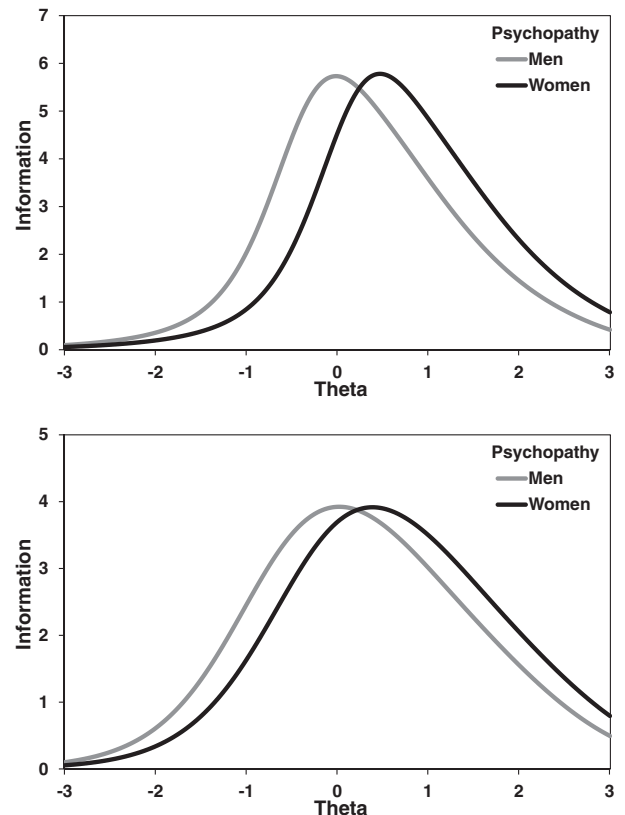 7
6
5
4
3
2
1
0
Information
Psychopathy
Men
Women
-3 -2 -1 0 1 2 3
Theta
5
4
3
2
1
0
Information
Psychopathy
Men
Women
-3 -2 -1 0 1 2 3
Theta